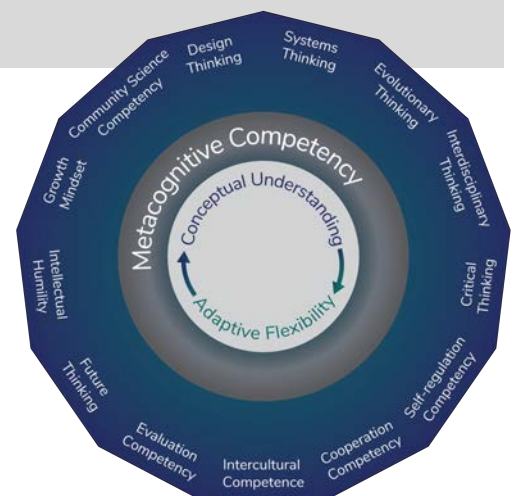 Design
Thinking
Systems
Thinking
Evolutionary
Thinking
Interdisciplinary
Thinking
Critical
Thinking
Self-regulation
Competency
Cooperation
Competency
Intercultural
Competence
Evaluation
Competency
Future
Thinking
Intellectual
Humility
Growth
Mindset
Community Science
Competency
Metacognitive Competency
Conceptual Understanding
Adaptive Flexibility